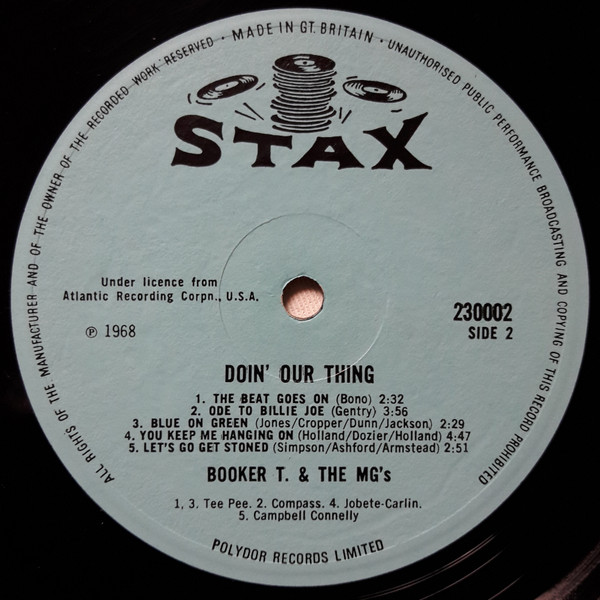 ALL RIGHTS OF THE MANUFACTURER AND OF THE OWNER OF THE RECORDED WORK RESERVED · MADE IN GT. BRITAIN · UNAUTHORISED PUBLIC PERFORMANCE BROADCASTING AND COPYING OF THIS RECORD PROHIBITED
STAX
Under licence from
Atlantic Recording Corpn., U.S.A.
℗ 1968
230002
SIDE 2
DOIN' OUR THING
1. THE BEAT GOES ON (Bono) 2:32
2. ODE TO BILLIE JOE (Gentry) 3:56
3. BLUE ON GREEN (Jones/Cropper/Dunn/Jackson) 2:29
4. YOU KEEP ME HANGING ON (Holland/Dozier/Holland) 4:47
5. LET'S GO GET STONED (Simpson/Ashford/Armstead) 2:51
BOOKER T. & THE MG's
1, 3. Tee Pee. 2. Compass. 4. Jobete-Carlin.
5. Campbell Connelly
POLYDOR RECORDS LIMITED